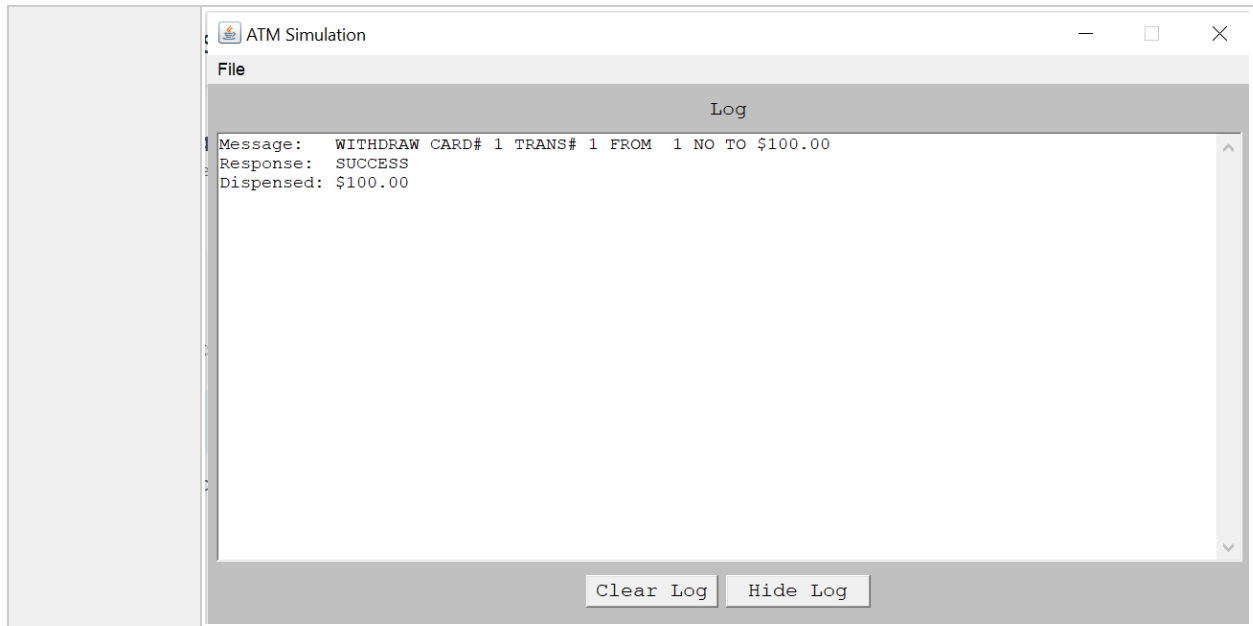 ATM Simulation
File
Log
Message:   WITHDRAW CARD# 1 TRANS# 1 FROM  1 NO TO $100.00
Response:  SUCCESS
Dispensed: $100.00
Clear Log
Hide Log